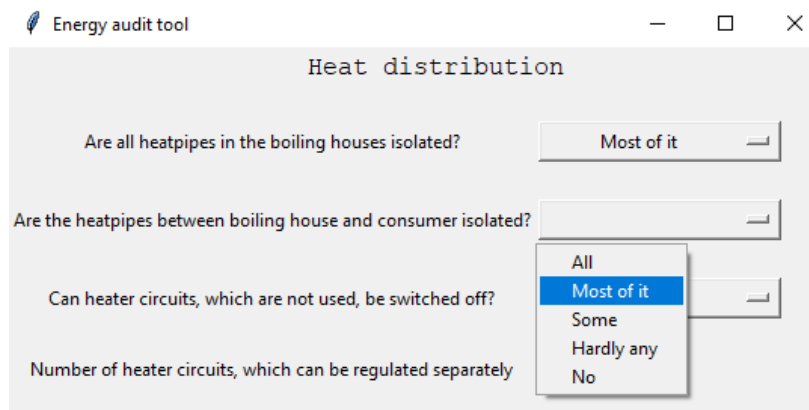 Energy audit tool
Heat distribution
Are all heatpipes in the boiling houses isolated?
Most of it
Are the heatpipes between boiling house and consumer isolated?
All
Most of it
Some
Hardly any
No
Can heater circuits, which are not used, be switched off?
Number of heater circuits, which can be regulated separately